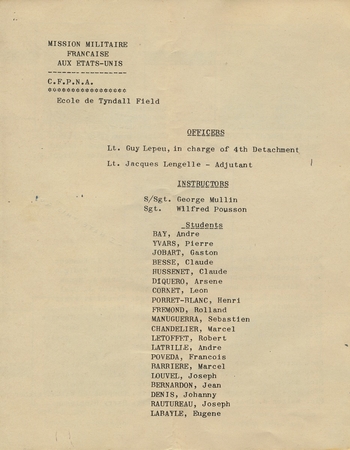 MISSION MILITAIRE
FRANCAISE
AUX ETATS-UNIS
-----------------
C.F.P.N.A.
*****************
Ecole de Tyndall Field
OFFICERS
Lt. Guy Lepeu, in charge of 4th Detachment
Lt. Jacques Lengelle - Adjutant
INSTRUCTORS
S/Sgt. George Mullin
Sgt. Wilfred Pousson
Students
BAY, Andre
YVARS, Pierre
JOBART, Gaston
BESSE, Claude
HUSSENET, Claude
DIQUERO, Arsene
CORNET, Leon
PORRET-BLANC, Henri
FREMOND, Rolland
MANUGUERRA, Sebastien
CHANDELIER, Marcel
LETOFFET, Robert
LATRILLE, Andre
POVEDA, Francois
BARRIERE, Marcel
LOUVEL, Joseph
BERNARDON, Jean
DENIS, Johanny
RAUTUREAU, Joseph
LABAYLE, Eugene